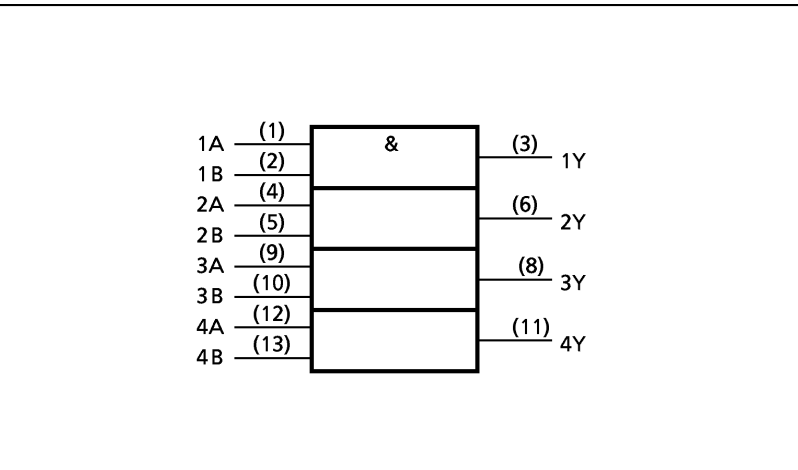 (1)
1A & (3)
1Y
(2)
1B
(4)
2A (6)
2Y
(5)
2B
(9)
3A (8)
3Y
(10)
3B
(12)
4A (11)
4Y
(13)
4B